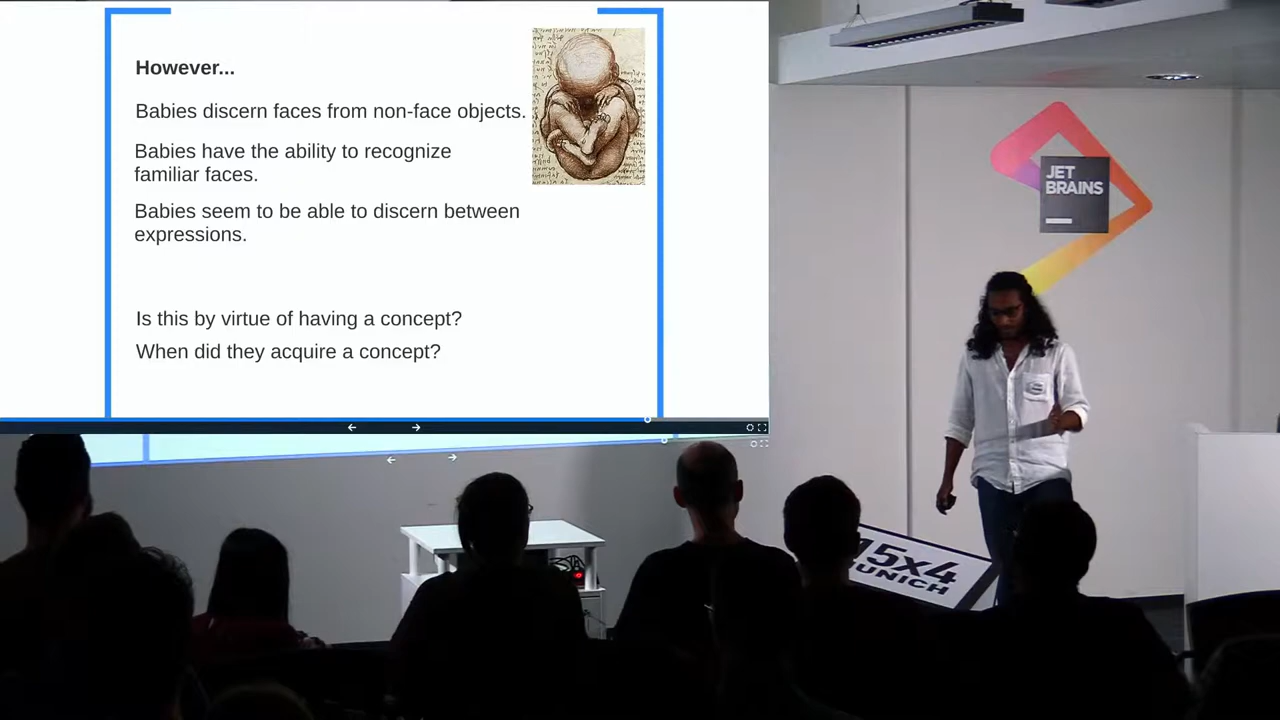 However...
Babies discern faces from non-face objects.
Babies have the ability to recognize
familiar faces.
Babies seem to be able to discern between
expressions.
Is this by virtue of having a concept?
When did they acquire a concept?
JET
BRAINS
15x4
MUNICH